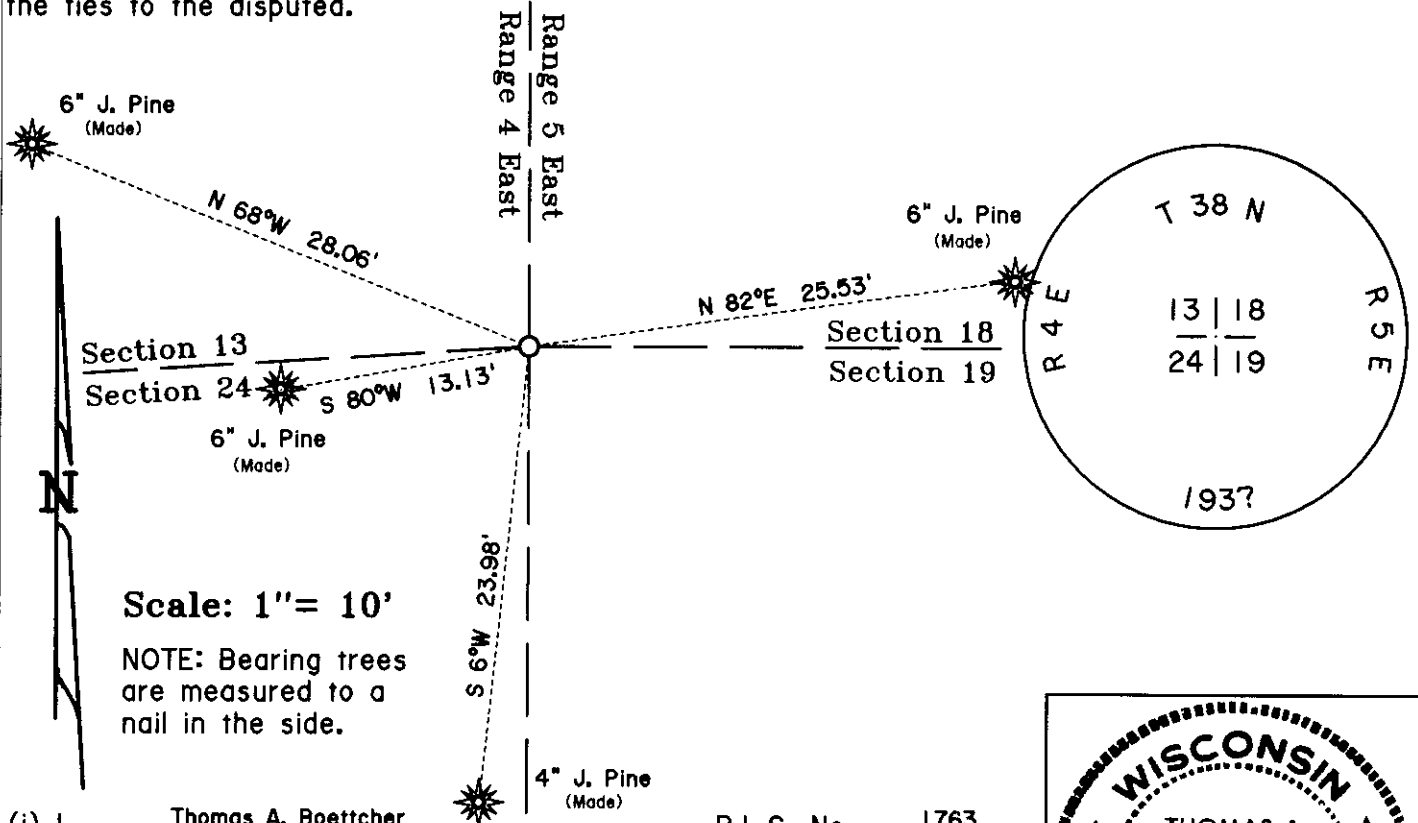 the ties to the disputed.
Range 5 East
Range 4 East
6" J. Pine
(Made)
N 68°W 28.06'
6" J. Pine
(Made)
N 82°E 25.53'
T 38 N
R 4 E
R 5 E
13 | 18
24 | 19
1937
Section 13
Section 24
Section 18
Section 19
S 80°W 13.13'
6" J. Pine
(Made)
N
S 6°W 23.98'
Scale: 1"= 10'
NOTE: Bearing trees
are measured to a
nail in the side.
4" J. Pine
(Made)
(i) I, Thomas A. Boettcher R.L.S. No. 1763
WISCONSIN
THOMAS A.